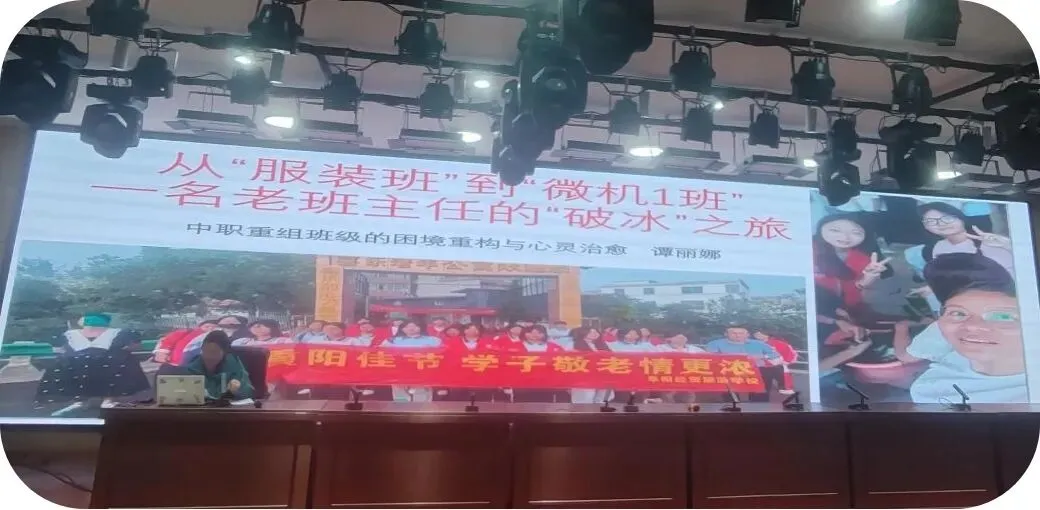 从“服装班”到“微机1班”
一名老班主任的“破冰”之旅
中职重组班级的困境重构与心灵治愈 谭丽娜
重阳佳节 学子敬老情更浓